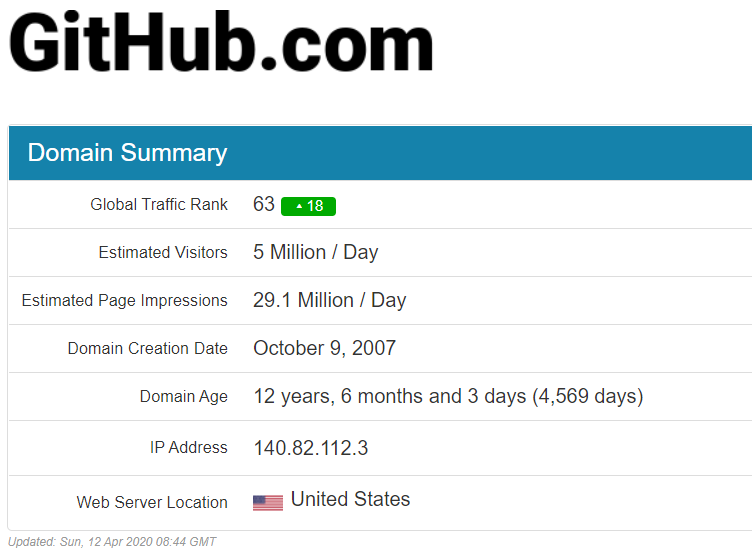 GitHub.com
Domain Summary
Global Traffic Rank 63 ▲ 18
Estimated Visitors 5 Million / Day
Estimated Page Impressions 29.1 Million / Day
Domain Creation Date October 9, 2007
Domain Age 12 years, 6 months and 3 days (4,569 days)
IP Address 140.82.112.3
Web Server Location United States
Updated: Sun, 12 Apr 2020 08:44 GMT